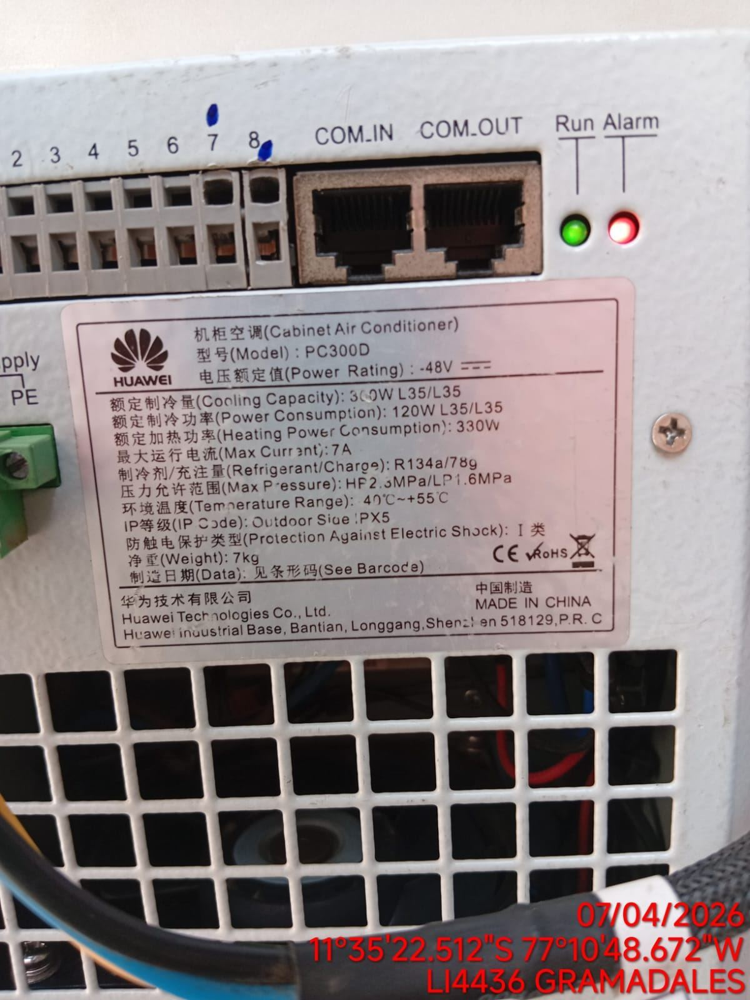 2 3 4 5 6 7 8 COM_IN COM_OUT Run Alarm
机柜空调(Cabinet Air Conditioner)
型号(Model) : PC300D
HUAWEI
电压额定值(Power Rating) : -48V
PE
额定制冷量(Cooling Capacity): 300W L35/L35
额定制冷功率(Power Consumption): 120W L35/L35
额定加热功率(Heating Power Consumption): 330W
最大运行电流(Max Current): 7A
制冷剂/充注量(Refrigerant/Charge): R134a/78g
压力允许范围(Max Pressure): HP2.3MPa/LP1.6MPa
环境温度(Temperature Range): -40℃~+55℃
IP等级(IP Code): Outdoor Side IPX5
防触电保护类型(Protection Against Electric Shock): I 类
净重(Weight): 7kg
CE RoHS
制造日期(Data): 见条形码(See Barcode)
华为技术有限公司
中国制造
Huawei Technologies Co., Ltd.
MADE IN CHINA
Huawei Industrial Base, Bantian, Longgang,Shenzhen 518129,P.R. C
07/04/2026
11°35'22.512"S 77°10'48.672"W
LI4436 GRAMADALES